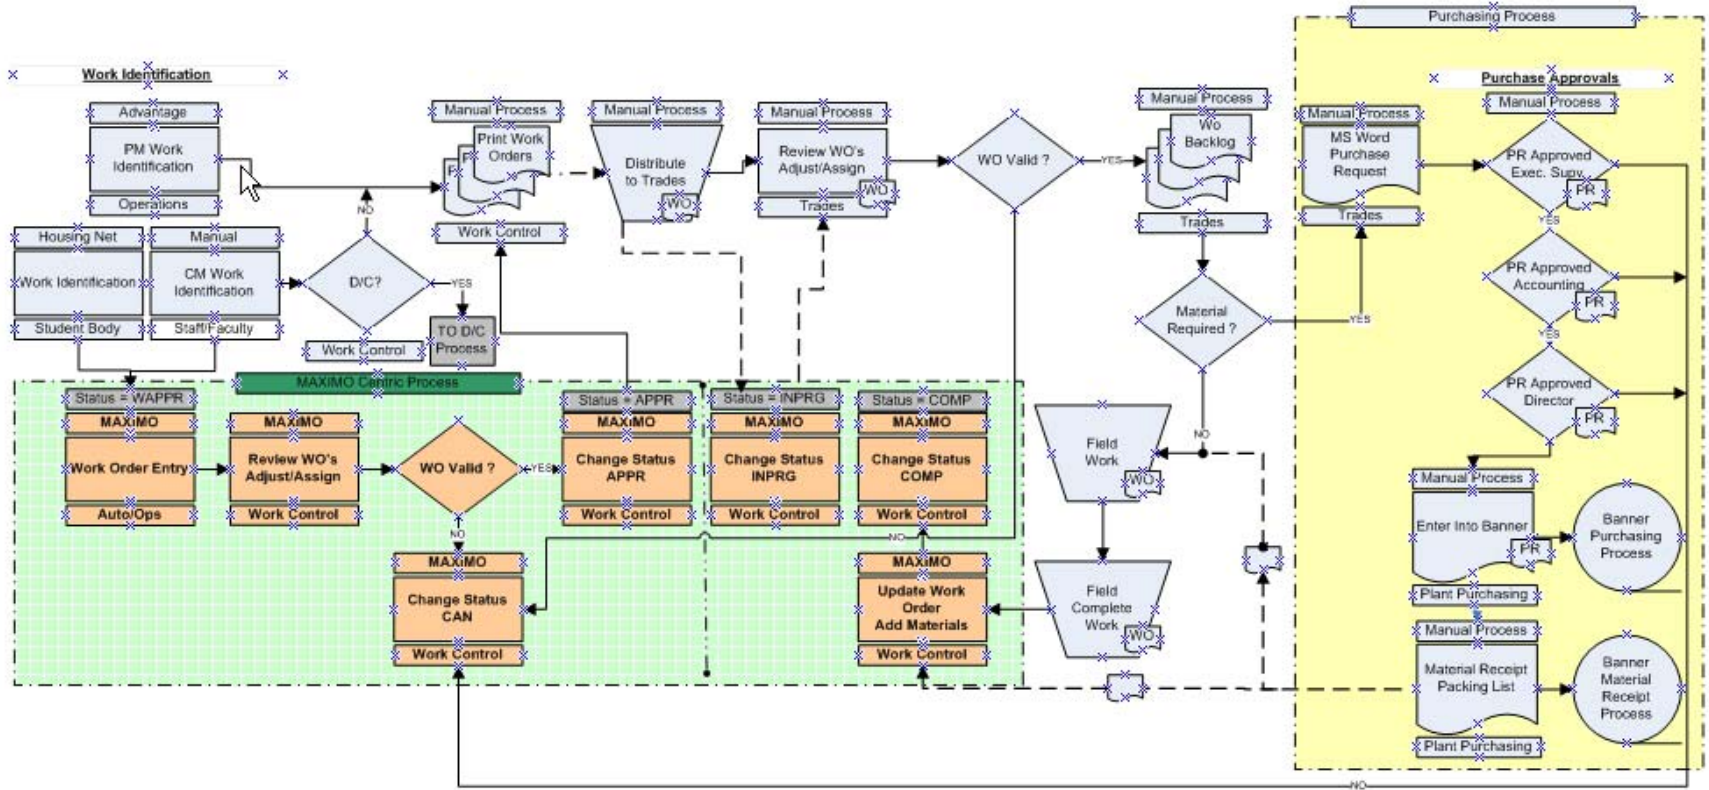 Purchasing Process
Work Identification
Purchase Approvals
Advantage
PM Work
Identification
Operations
Housing Net
Work Identification
Student Body
Manual
CM Work
Identification
Staff/Faculty
D/C?
NO
YES
Work Control
TO D/C
Process
Manual Process
Print Work
Orders
Work Control
Manual Process
Distribute
to Trades
WO
Manual Process
Review WO's
Adjust/Assign
WO
Trades
WO Valid ?
YES
NO
Manual Process
Wo
Backlog
Trades
Material
Required ?
YES
NO
Manual Process
MS Word
Purchase
Request
Trades
Manual Process
PR Approved
Exec. Supv.
PR
YES
PR Approved
Accounting
PR
YES
PR Approved
Director
PR
Manual Process
Enter Into Banner
PR
Plant Purchasing
Banner
Purchasing
Process
Manual Process
Material Receipt
Packing List
Plant Purchasing
Banner
Material
Receipt
Process
NO
MAXIMO Centric Process
Status = WAPPR
MAXIMO
Work Order Entry
Auto/Ops
MAXIMO
Review WO's
Adjust/Assign
Work Control
WO Valid ?
YES
NO
Status = APPR
MAXIMO
Change Status
APPR
Work Control
Status = INPRG
MAXIMO
Change Status
INPRG
Work Control
Status = COMP
MAXIMO
Change Status
COMP
Work Control
MAXIMO
Change Status
CAN
Work Control
MAXIMO
Update Work
Order
Add Materials
Work Control
Field
Work
WO
Field
Complete
Work
WO